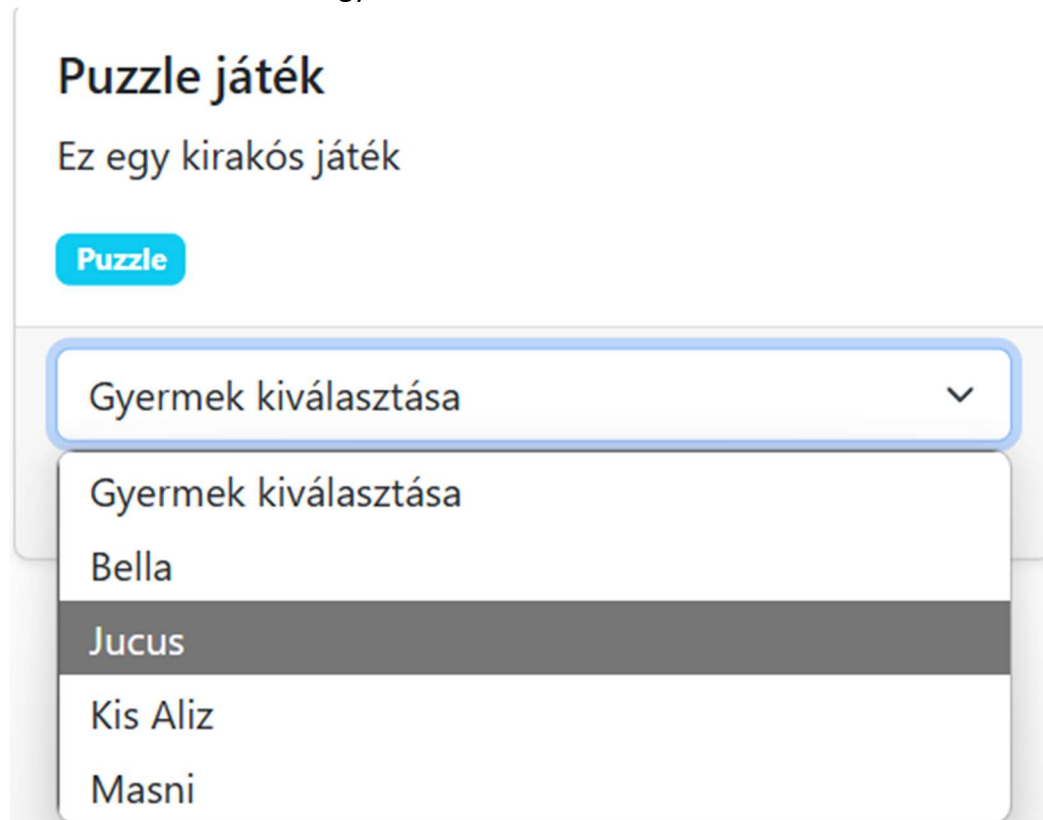 Puzzle játék
Ez egy kirakós játék
Puzzle
Gyermek kiválasztása
Gyermek kiválasztása
Bella
Jucus
Kis Aliz
Masni